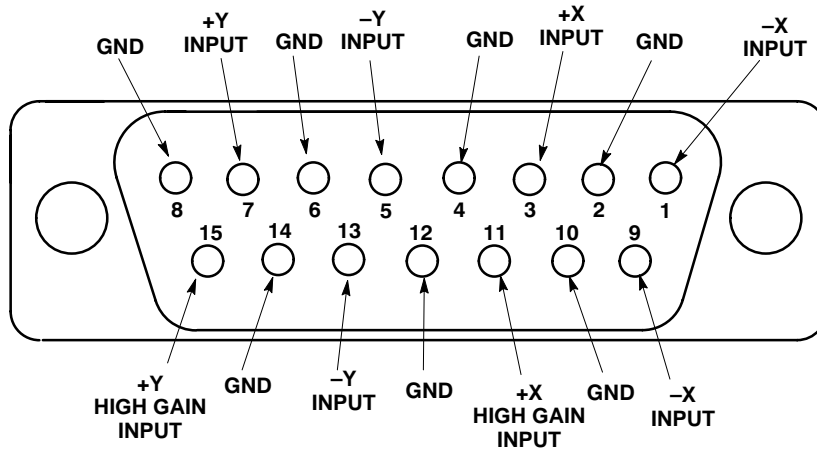 GND
+Y
INPUT
GND
–Y
INPUT
GND
+X
INPUT
GND
–X
INPUT
8 7 6 5 4 3 2 1
15 14 13 12 11 10 9
+Y
HIGH GAIN
INPUT
GND
–Y
INPUT
GND
+X
HIGH GAIN
INPUT
GND
–X
INPUT